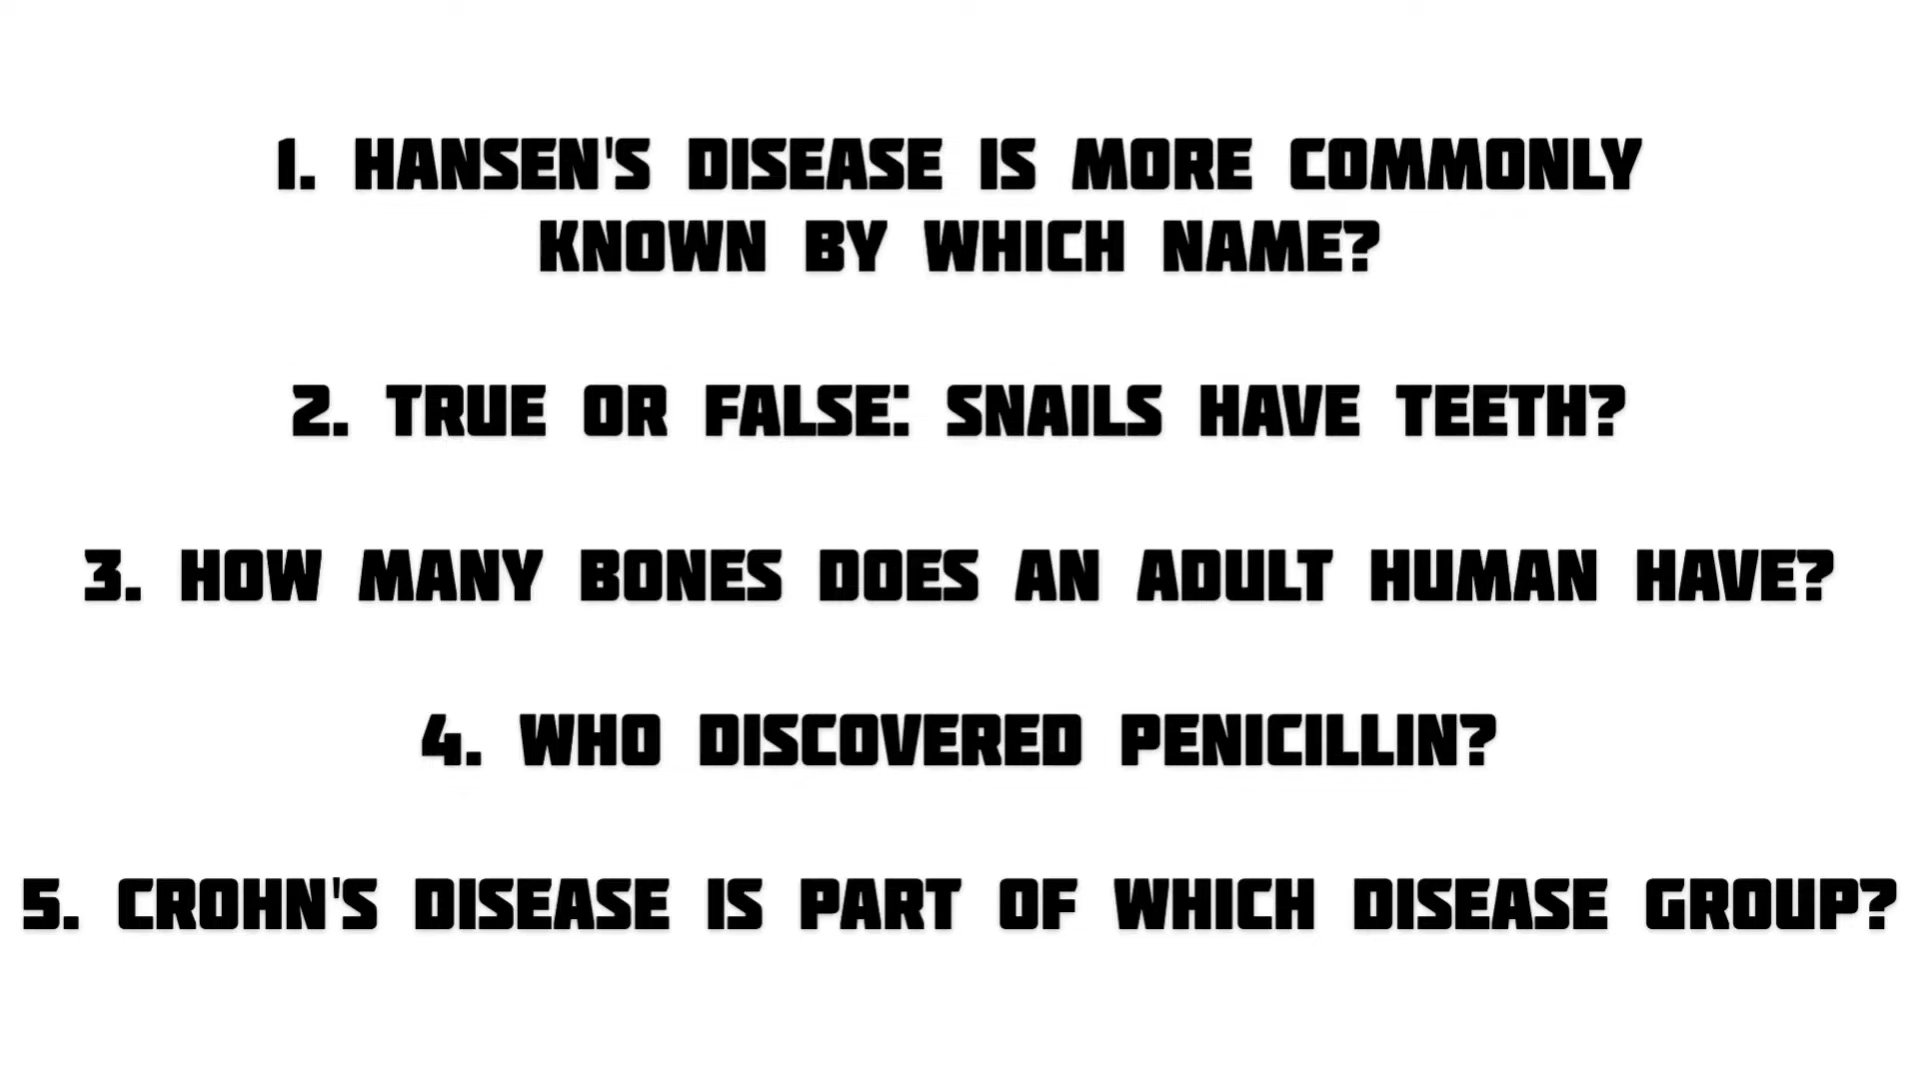 1. HANSEN'S DISEASE IS MORE COMMONLY
KNOWN BY WHICH NAME?
2. TRUE OR FALSE: SNAILS HAVE TEETH?
3. HOW MANY BONES DOES AN ADULT HUMAN HAVE?
4. WHO DISCOVERED PENICILLIN?
5. CROHN'S DISEASE IS PART OF WHICH DISEASE GROUP?